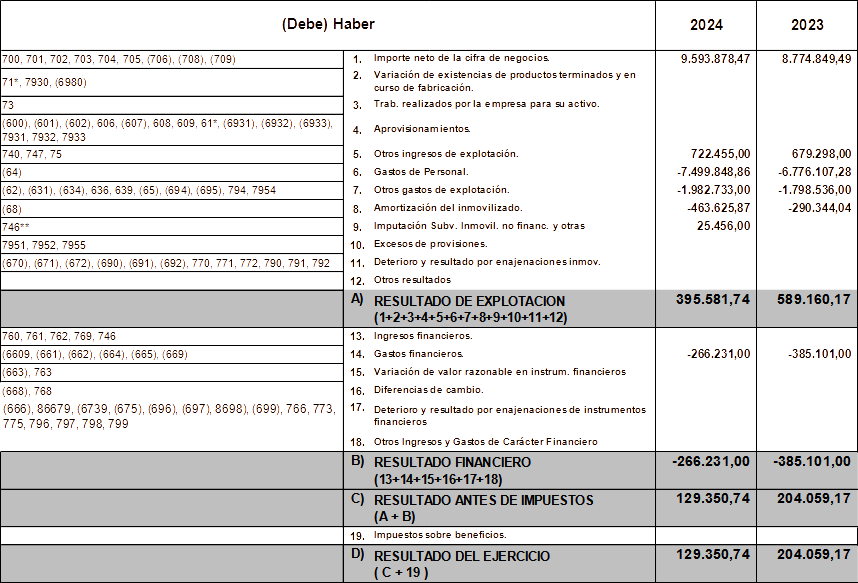 (Debe) Haber 2024 2023
700, 701, 702, 703, 704, 705, (706), (708), (709) 1. Importe neto de la cifra de negocios. 9.593.878,47 8.774.849,49
71*, 7930, (6980) 2. Variación de existencias de productos terminados y en
curso de fabricación.
73 3. Trab. realizados por la empresa para su activo.
(600), (601), (602), 606, (607), 608, 609, 61*, (6931), (6932), (6933),
7931, 7932, 7933 4. Aprovisionamientos.
740, 747, 75 5. Otros ingresos de explotación. 722.455,00 679.298,00
(64) 6. Gastos de Personal. -7.499.848,86 -6.776.107,28
(62), (631), (634), 636, 639, (65), (694), (695), 794, 7954 7. Otros gastos de explotación. -1.982.733,00 -1.798.536,00
(68) 8. Amortización del inmovilizado. -463.625,87 -290.344,04
746** 9. Imputación Subv. Inmovil. no financ. y otras 25.456,00
7951, 7952, 7955 10. Excesos de provisiones.
(670), (671), (672), (690), (691), (692), 770, 771, 772, 790, 791, 792 11. Deterioro y resultado por enajenaciones inmov.
12. Otros resultados
A) RESULTADO DE EXPLOTACION 395.581,74 589.160,17
(1+2+3+4+5+6+7+8+9+10+11+12)
760, 761, 762, 769, 746 13. Ingresos financieros.
(6609, (661), (662), (664), (665), (669) 14. Gastos financieros. -266.231,00 -385.101,00
(663), 763 15. Variación de valor razonable en instrum. financieros
(668), 768 16. Diferencias de cambio.
(666), 86679, (6739, (675), (696), (697), 8698), (699), 766, 773,
775, 796, 797, 798, 799 17. Deterioro y resultado por enajenaciones de instrumentos
financieros
18. Otros Ingresos y Gastos de Carácter Financiero
B) RESULTADO FINANCIERO -266.231,00 -385.101,00
(13+14+15+16+17+18)
C) RESULTADO ANTES DE IMPUESTOS 129.350,74 204.059,17
(A + B)
19. Impuestos sobre beneficios.
D) RESULTADO DEL EJERCICIO 129.350,74 204.059,17
( C + 19 )